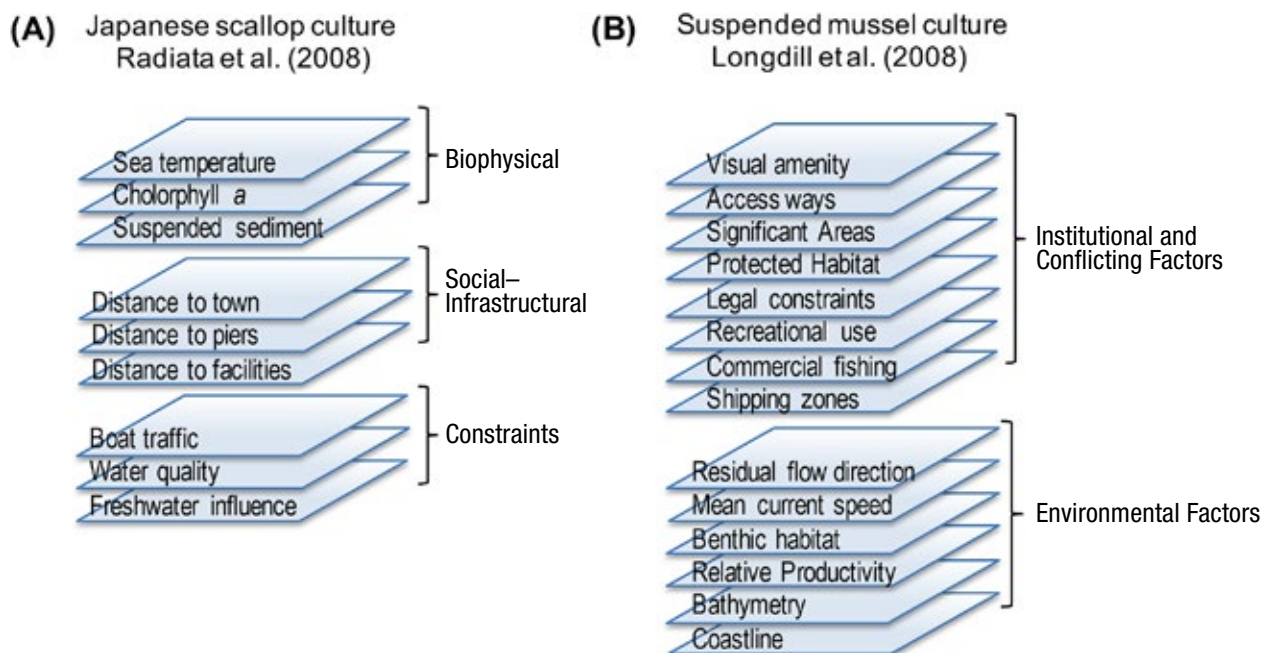 (A) Japanese scallop culture
Radiata et al. (2008)
Sea temperature
Cholorphyll a
Suspended sediment
Biophysical
Distance to town
Distance to piers
Distance to facilities
Social–
Infrastructural
Boat traffic
Water quality
Freshwater influence
Constraints
(B) Suspended mussel culture
Longdill et al. (2008)
Visual amenity
Access ways
Significant Areas
Protected Habitat
Legal constraints
Recreational use
Commercial fishing
Shipping zones
Institutional and
Conflicting Factors
Residual flow direction
Mean current speed
Benthic habitat
Relative Productivity
Bathymetry
Coastline
Environmental Factors